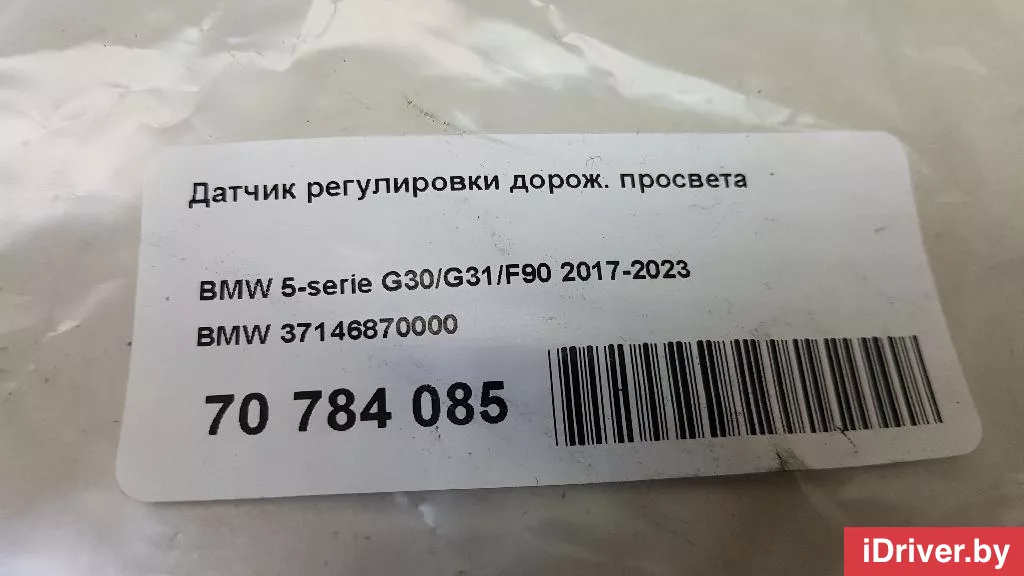 Датчик регулировки дорож. просвета
BMW 5-serie G30/G31/F90 2017-2023
BMW 37146870000
70 784 085
iDriver.by